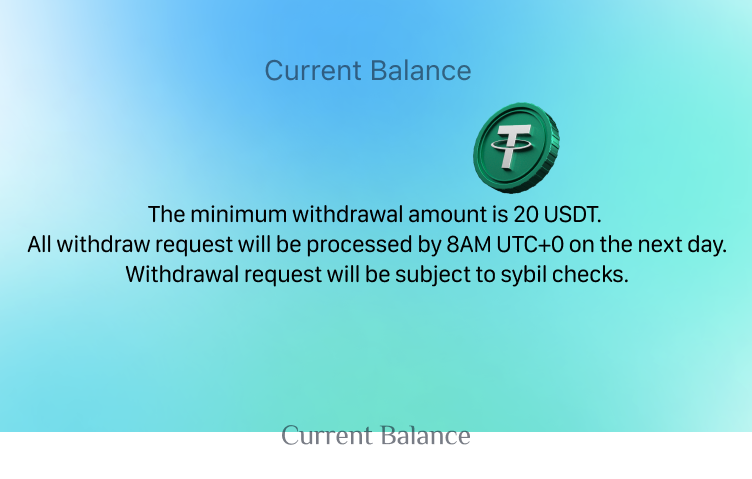 Current Balance
The minimum withdrawal amount is 20 USDT.
All withdraw request will be processed by 8AM UTC+0 on the next day.
Withdrawal request will be subject to sybil checks.
Current Balance